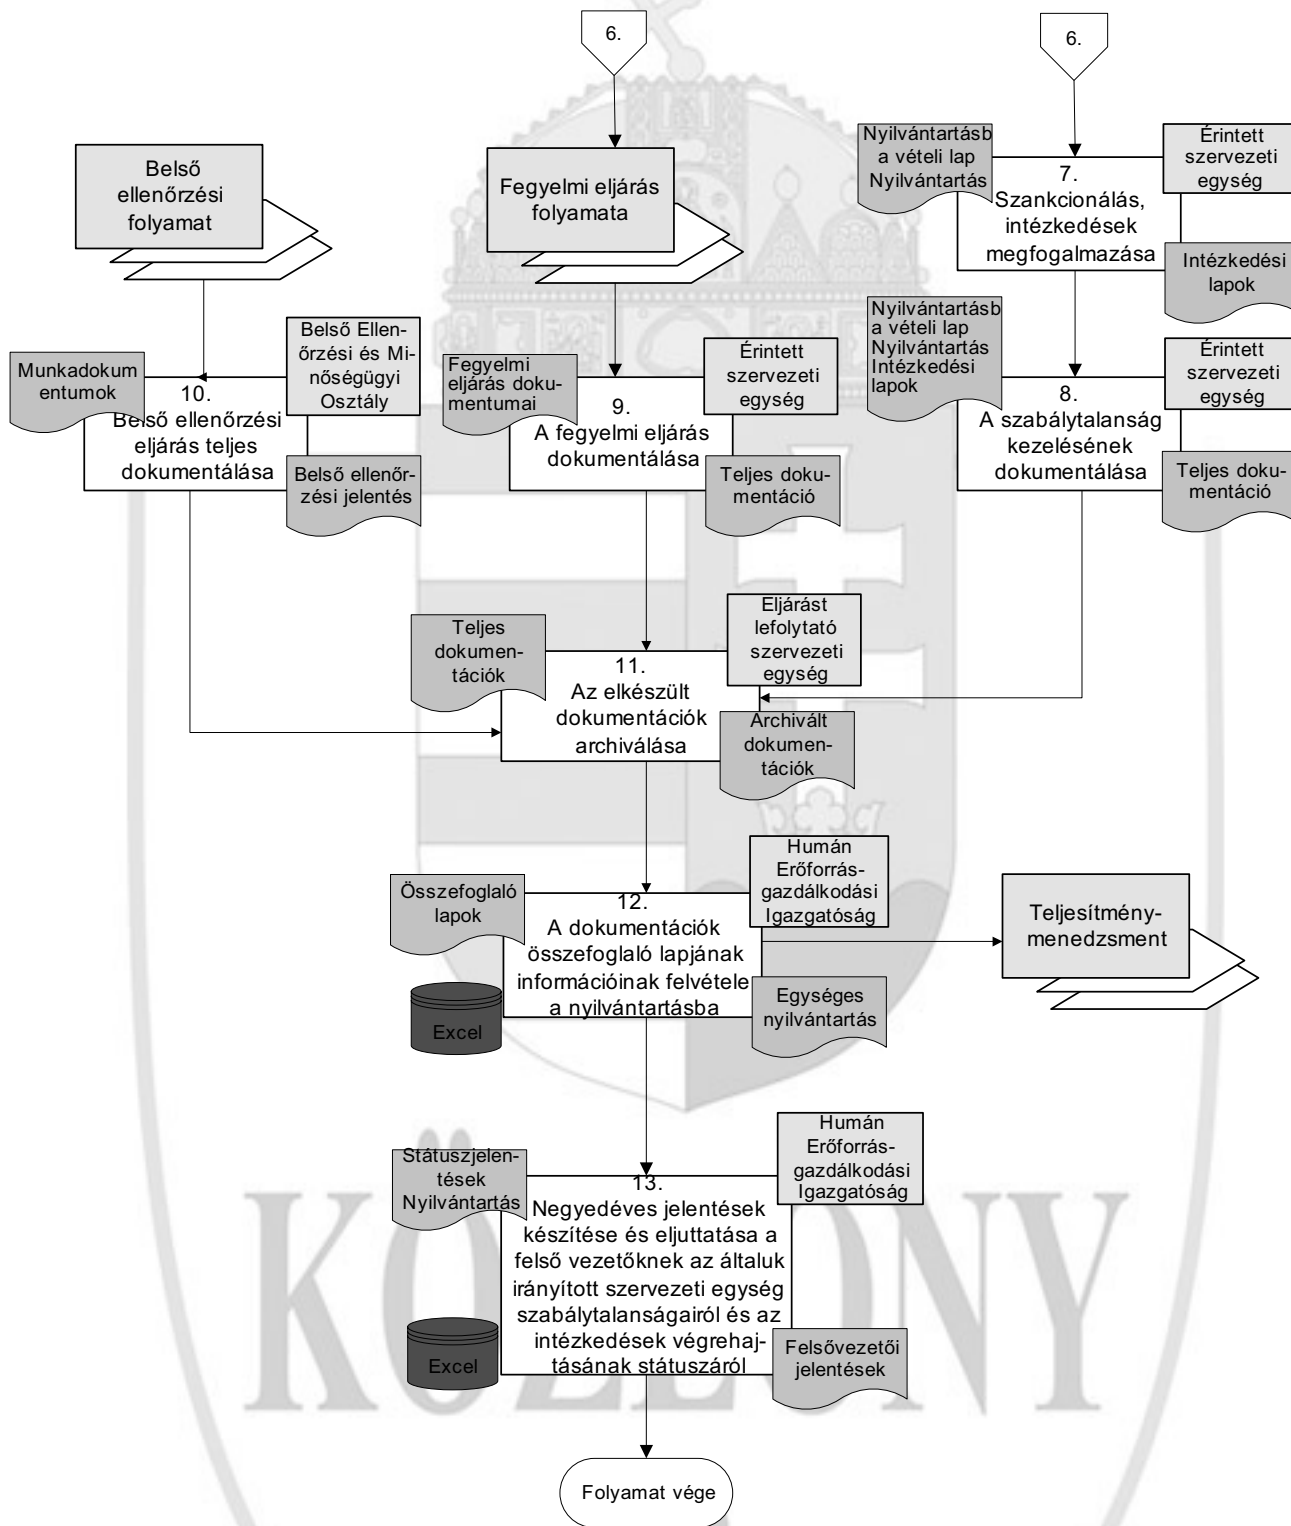 6.
6.
Belső
ellenőrzési
folyamat
Fegyelmi eljárás
folyamata
Nyilvántartásb
a vételi lap
Nyilvántartás
Érintett
szervezeti
egység
7.
Szankcionálás,
intézkedések
megfogalmazása
Intézkedési
lapok
Munkadokum
entumok
Belső Ellen-
őrzési és Mi-
nőségügyi
Osztály
10.
Belső ellenőrzési
eljárás teljes
dokumentálása
Belső ellenőr-
zési jelentés
Fegyelmi
eljárás doku-
mentumai
Érintett
szervezeti
egység
9.
A fegyelmi eljárás
dokumentálása
Teljes doku-
mentáció
Nyilvántartásb
a vételi lap
Nyilvántartás
Intézkedési
lapok
Érintett
szervezeti
egység
8.
A szabálytalanság
kezelésének
dokumentálása
Teljes doku-
mentáció
Teljes
dokumen-
tációk
Eljárást
lefolytató
szervezeti
egység
11.
Az elkészült
dokumentációk
archiválása
Archivált
dokumen-
tációk
Összefoglaló
lapok
Humán
Erőforrás-
gazdálkodási
Igazgatóság
12.
A dokumentációk
összefoglaló lapjának
információinak felvétele
a nyilvántartásba
Excel
Egységes
nyilvántartás
Teljesítmény-
menedzsment
Státuszjelen-
tések
Nyilvántartás
Humán
Erőforrás-
gazdálkodási
Igazgatóság
13.
Negyedéves jelentések
készítése és eljuttatása a
felső vezetőknek az általuk
irányított szervezeti egység
szabálytalanságairól és az
intézkedések végrehaj-
tásának státuszáról
Excel
Felsővezetői
jelentések
KÖZLÖNY
Folyamat vége